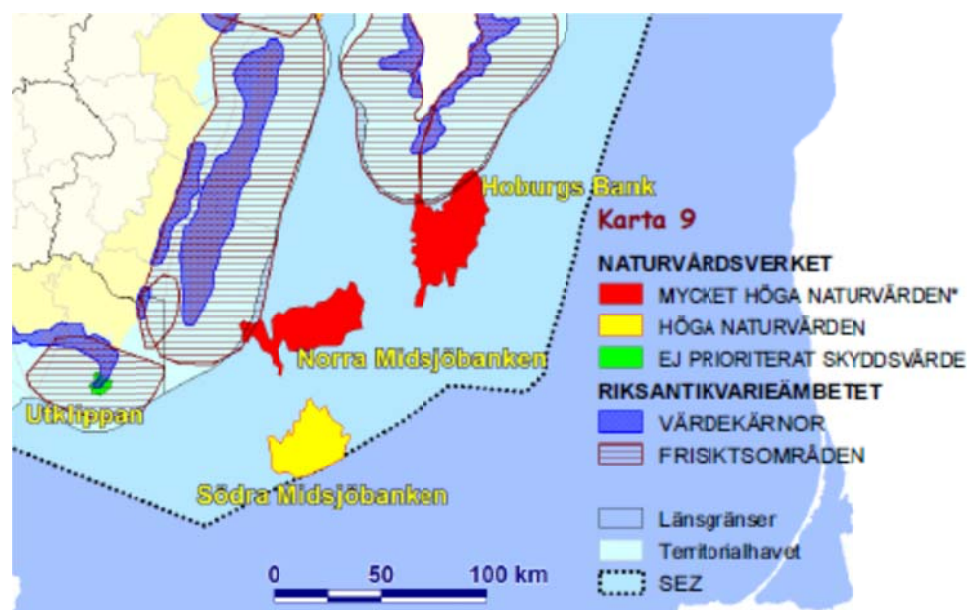 Hoburgs Bank
Karta 9
NATURVÅRDSVERKET
MYCKET HÖGA NATURVÄRDEN*
HÖGA NATURVÄRDEN
EJ PRIORITERAT SKYDDSVÄRDE
RIKSANTIKVARIEÄMBETET
VÄRDEKÄRNOR
FRISIKTSOMRÅDEN
Länsgränser
Territorialhavet
SEZ
Norra Midsjöbanken
Utklippan
Södra Midsjöbanken
0 50 100 km